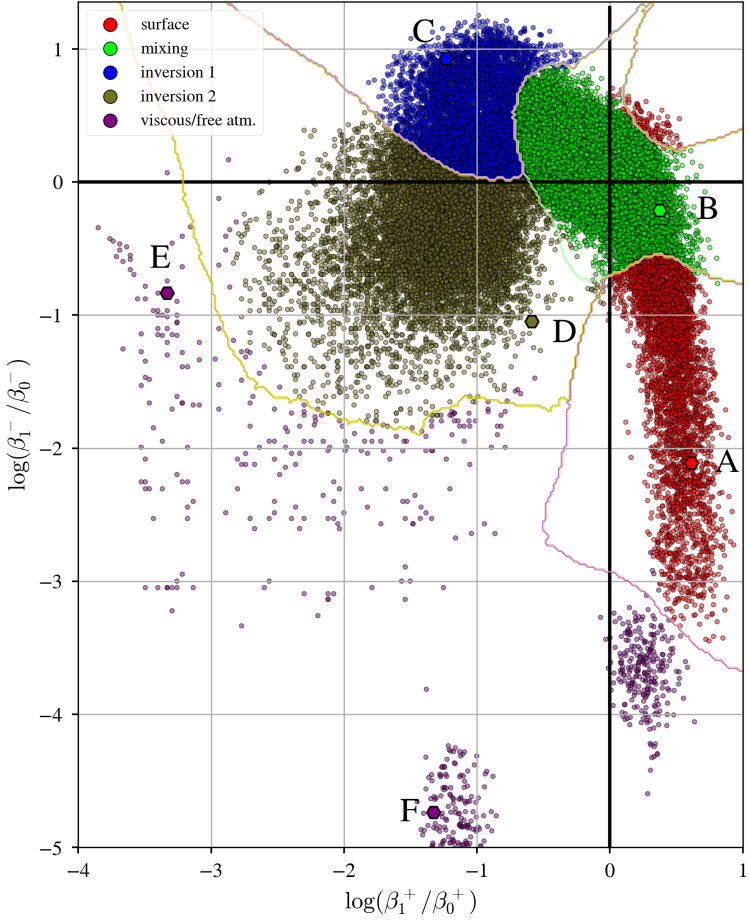 surface
mixing
inversion 1
inversion 2
viscous/free atm.
C
B
E
D
A
F
1
0
−1
−2
−3
−4
−5
−4
−3
−2
−1
0
1
log(β₁⁻/β₀⁻)
log(β₁⁺/β₀⁺)